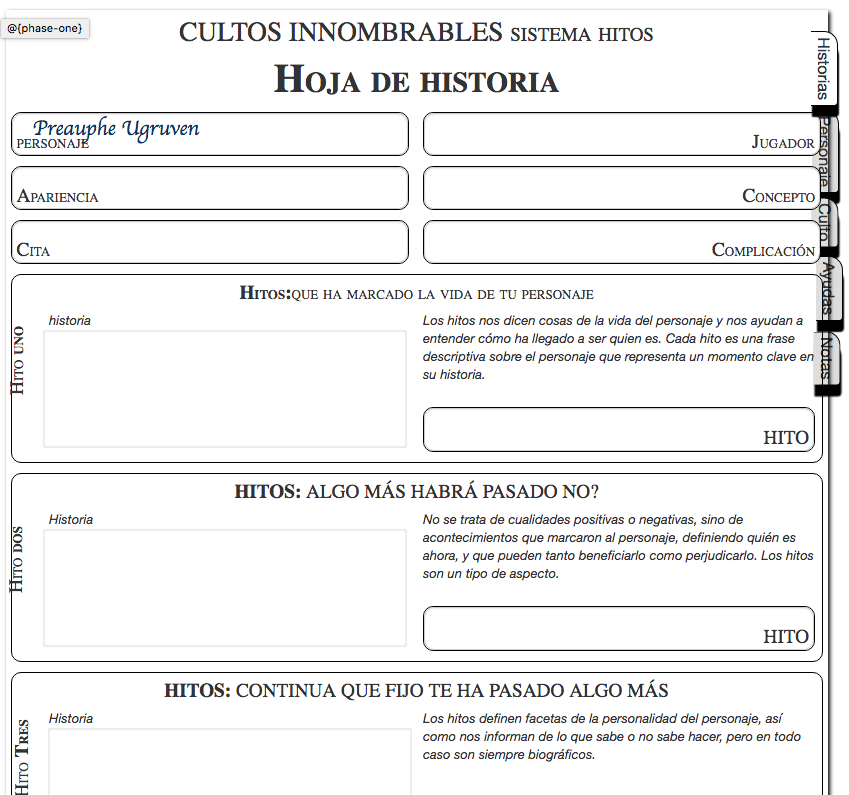 @{phase-one}
CULTOS INNOMBRABLES SISTEMA HITOS
HOJA DE HISTORIA
Historias
Personaje
Culto
Ayudas
Notas
Preauphe Ugruven
PERSONAJE
JUGADOR
APARIENCIA
CONCEPTO
CITA
COMPLICACIÓN
HITOS:QUE HA MARCADO LA VIDA DE TU PERSONAJE
HITO UNO
historia
Los hitos nos dicen cosas de la vida del personaje y nos ayudan a
entender cómo ha llegado a ser quien es. Cada hito es una frase
descriptiva sobre el personaje que representa un momento clave en
su historia.
HITO
HITOS: ALGO MÁS HABRÁ PASADO NO?
HITO DOS
Historia
No se trata de cualidades positivas o negativas, sino de
acontecimientos que marcaron al personaje, definiendo quién es
ahora, y que pueden tanto beneficiarlo como perjudicarlo. Los hitos
son un tipo de aspecto.
HITO
HITOS: CONTINUA QUE FIJO TE HA PASADO ALGO MÁS
HITO TRES
Historia
Los hitos definen facetas de la personalidad del personaje, así
como nos informan de lo que sabe o no sabe hacer, pero en todo
caso son siempre biográficos.